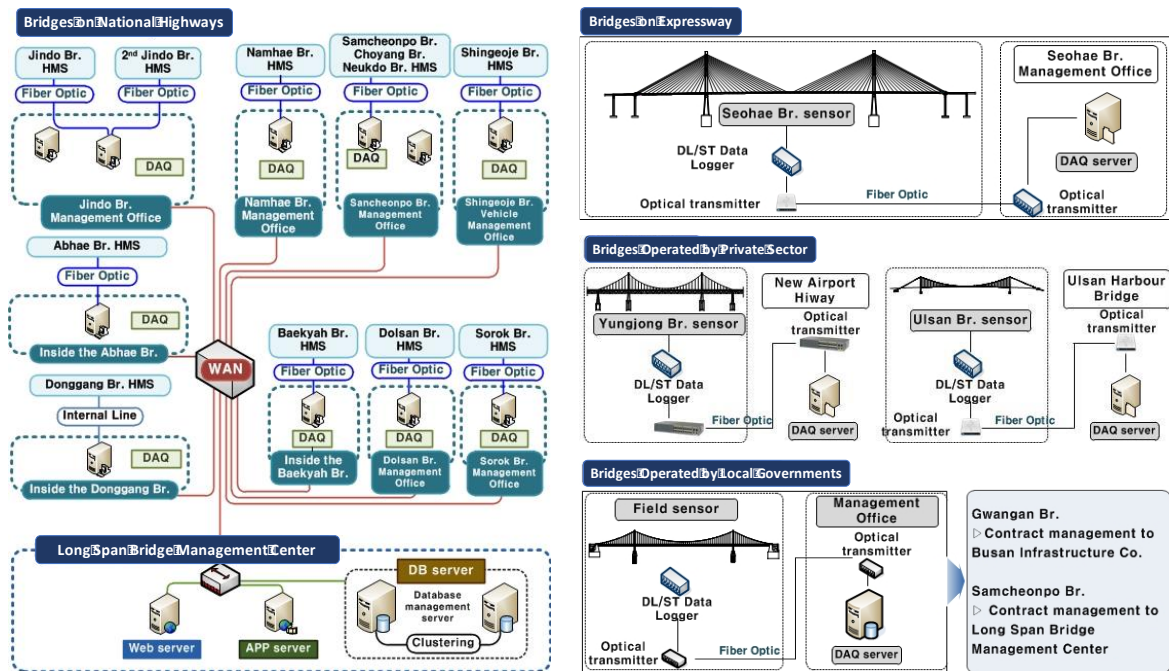 Bridges on National Highways
Jindo Br.
HMS
2nd Jindo Br.
HMS
Namhae Br.
HMS
Samcheonpo Br.
Choyang Br.
Neukdo Br. HMS
Shingeoje Br.
HMS
Fiber Optic
Fiber Optic
Fiber Optic
Fiber Optic
Fiber Optic
DAQ
DAQ
DAQ
DAQ
Jindo Br.
Management Office
Namhae Br.
Management
Office
Sancheonpo Br.
Management
Office
Shingeoje Br.
Vehicle
Management
Office
Abhae Br. HMS
Fiber Optic
DAQ
Inside the Abhae Br.
WAN
Donggang Br. HMS
Internal Line
DAQ
Inside the Donggang Br.
Baekyah Br.
HMS
Dolsan Br.
HMS
Sorok Br.
HMS
Fiber Optic
Fiber Optic
Fiber Optic
DAQ
DAQ
DAQ
Inside the
Baekyah Br.
Dolsan Br.
Management
Office
Sorok Br.
Management
Office
Long Span Bridge Management Center
Web server
APP server
DB server
Database
management
server
Clustering
Bridges on Expressway
Seohae Br. sensor
DL/ST Data
Logger
Optical transmitter
Fiber Optic
Seohae Br.
Management Office
DAQ server
Optical
transmitter
Bridges Operated by Private Sector
Yungjong Br. sensor
DL/ST Data
Logger
Fiber Optic
New Airport
Hiway
Optical
transmitter
DAQ server
Ulsan Br. sensor
DL/ST Data
Logger
Optical
transmitter
Fiber Optic
Ulsan Harbour
Bridge
Optical
transmitter
DAQ server
Bridges Operated by Local Governments
Field sensor
DL/ST Data
Logger
Optical
transmitter
Fiber Optic
Management
Office
Optical
transmitter
DAQ server
Gwangan Br.
▷ Contract management to
Busan Infrastructure Co.
Samcheonpo Br.
▷ Contract management to
Long Span Bridge
Management Center